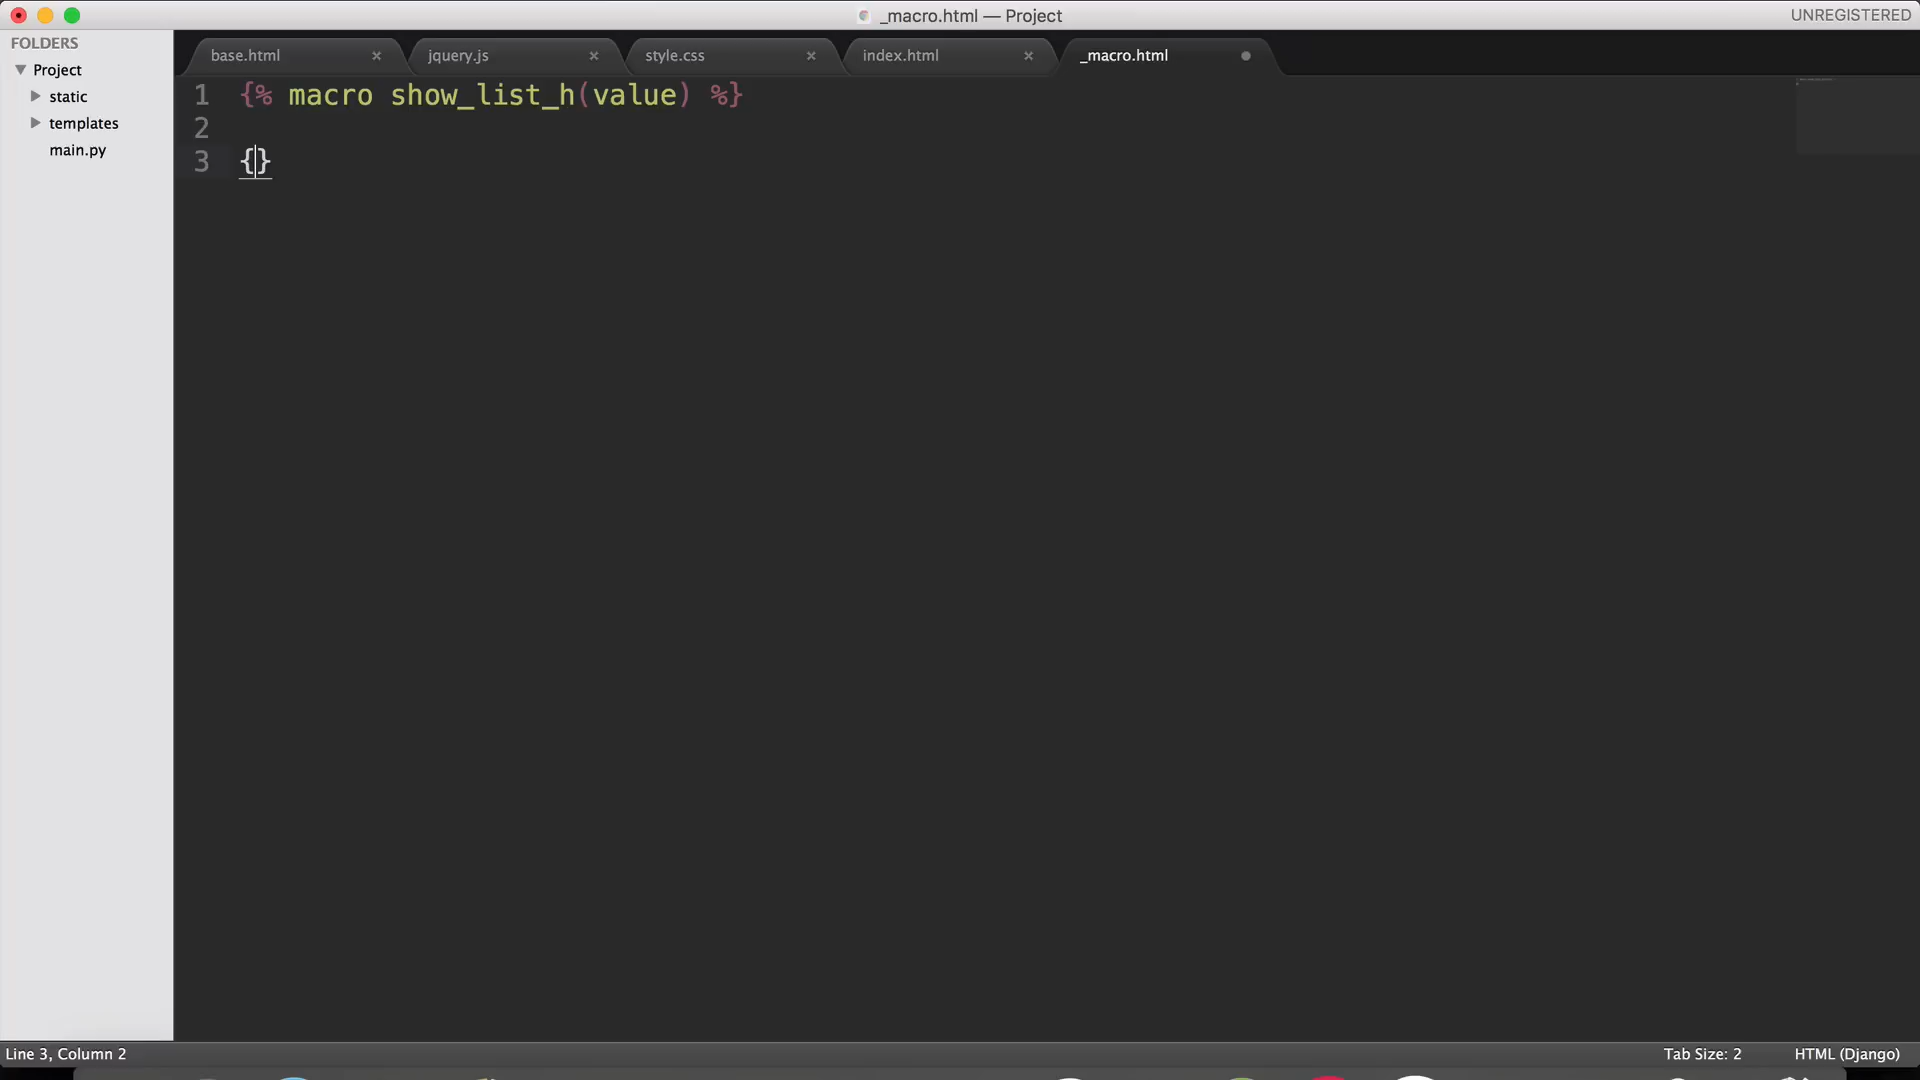 _macro.html — Project
UNREGISTERED
FOLDERS
Project
static
templates
main.py
base.html
jquery.js
style.css
index.html
_macro.html
1 {% macro show_list_h(value) %}
2
3 {}
Line 3, Column 2
Tab Size: 2
HTML (Django)